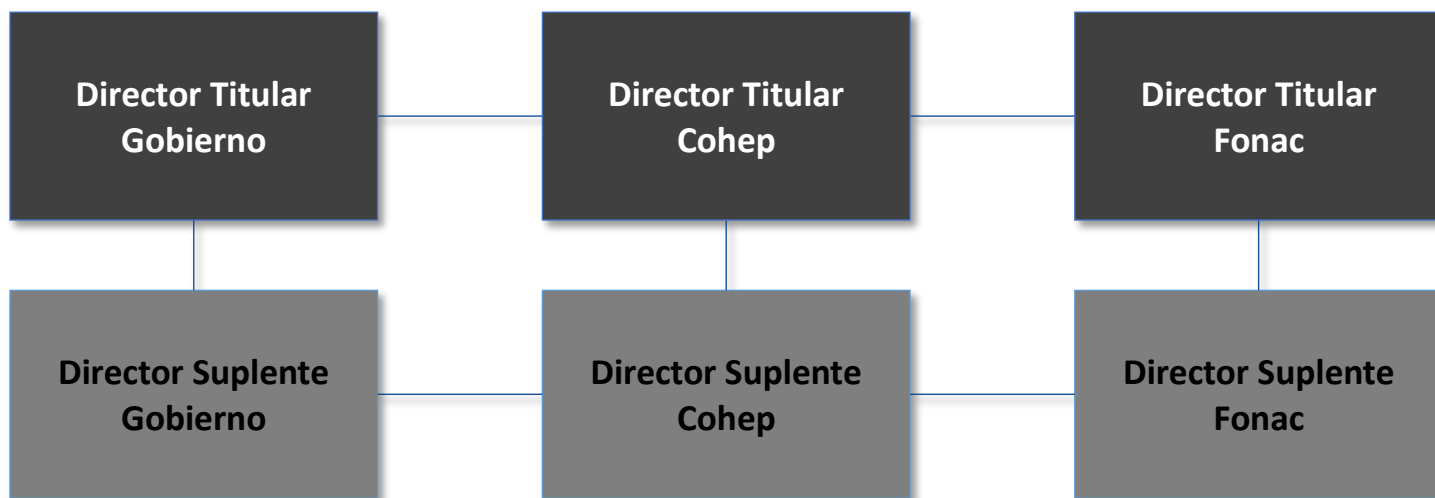 Director Titular
Gobierno
Director Titular
Cohep
Director Titular
Fonac
Director Suplente
Gobierno
Director Suplente
Cohep
Director Suplente
Fonac